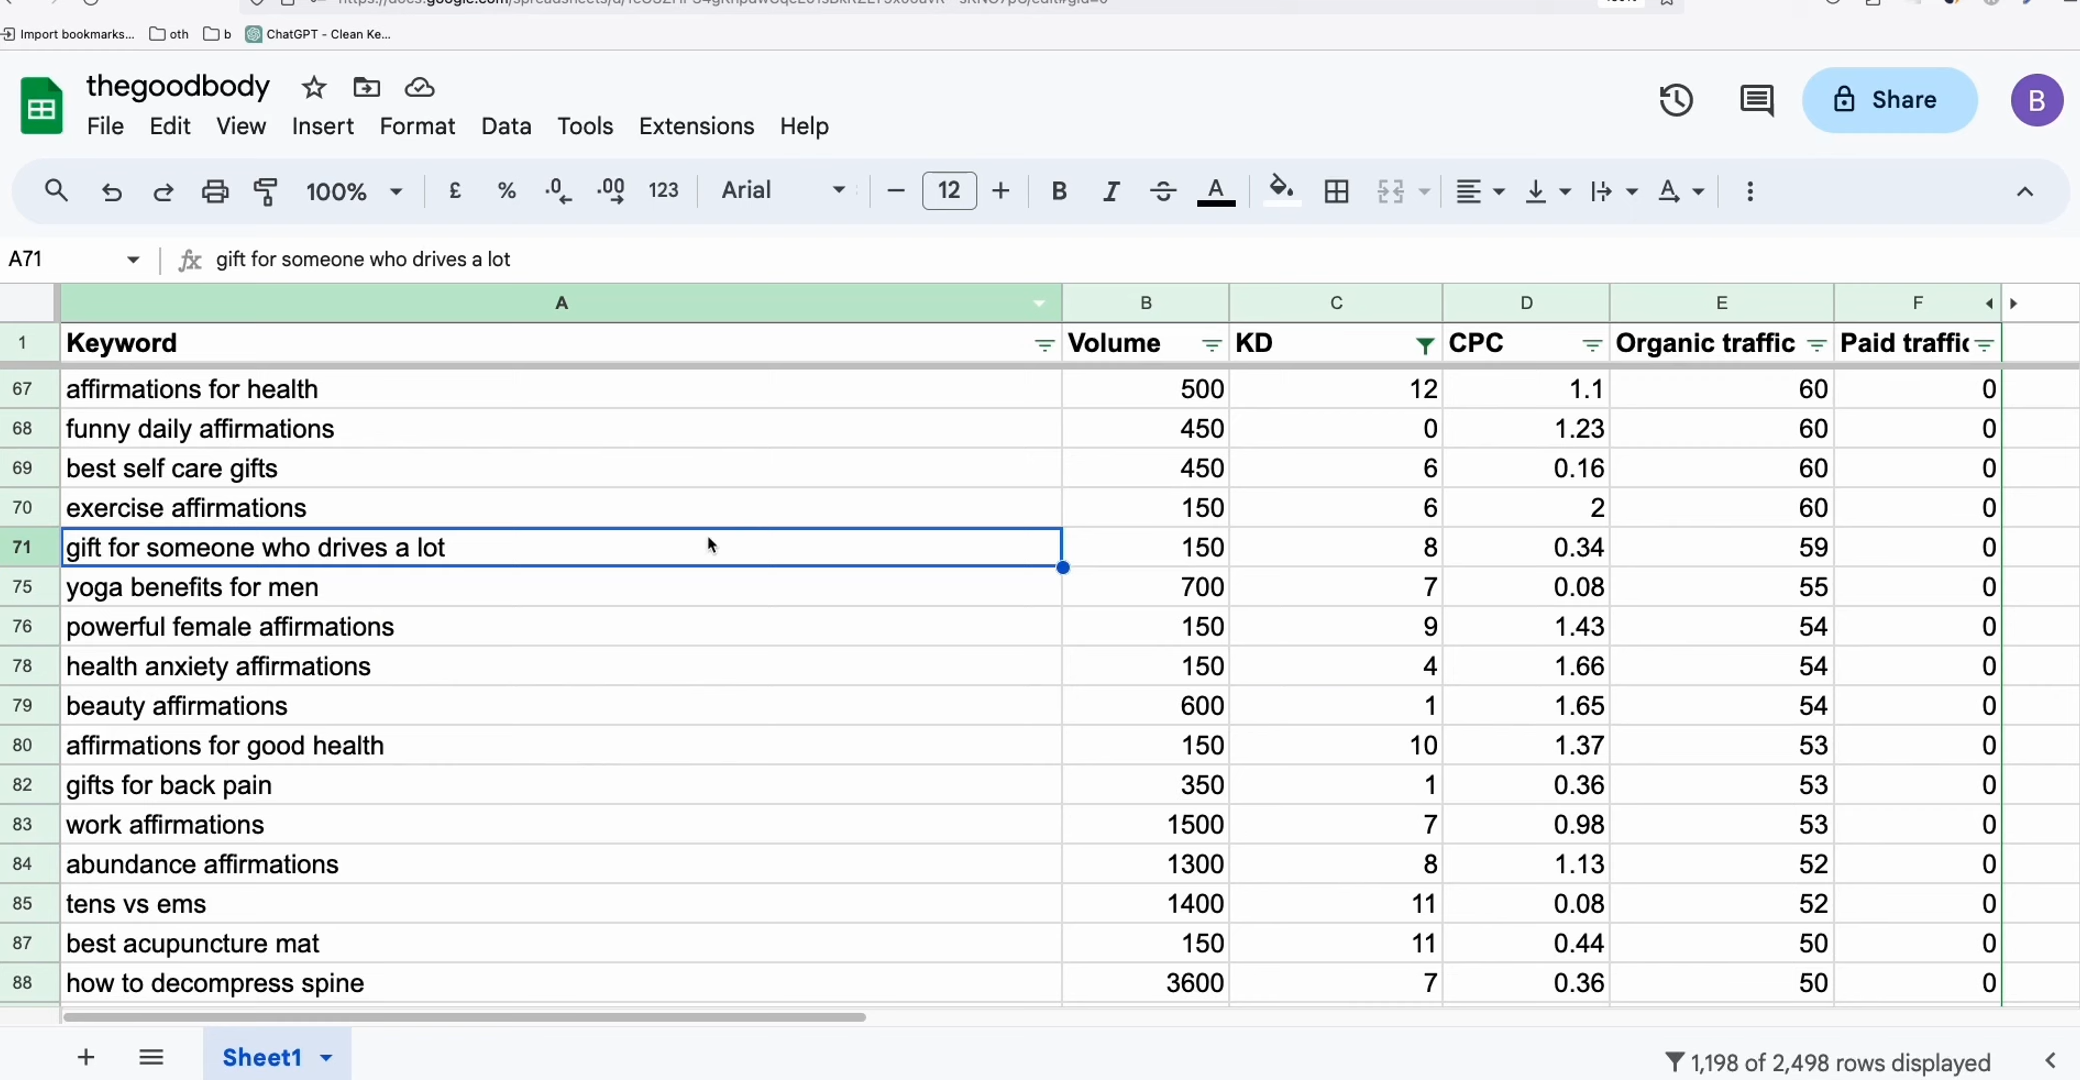 Import bookmarks... oth b ChatGPT - Clean Ke...
thegoodbody
File Edit View Insert Format Data Tools Extensions Help
Share B
100% £ % .0 .00 123 Arial 12 B I S A
A71 fx gift for someone who drives a lot
A B C D E F
1 Keyword Volume KD CPC Organic traffic Paid traffic
67 affirmations for health 500 12 1.1 60 0
68 funny daily affirmations 450 0 1.23 60 0
69 best self care gifts 450 6 0.16 60 0
70 exercise affirmations 150 6 2 60 0
71 gift for someone who drives a lot 150 8 0.34 59 0
75 yoga benefits for men 700 7 0.08 55 0
76 powerful female affirmations 150 9 1.43 54 0
78 health anxiety affirmations 150 4 1.66 54 0
79 beauty affirmations 600 1 1.65 54 0
80 affirmations for good health 150 10 1.37 53 0
82 gifts for back pain 350 1 0.36 53 0
83 work affirmations 1500 7 0.98 53 0
84 abundance affirmations 1300 8 1.13 52 0
85 tens vs ems 1400 11 0.08 52 0
87 best acupuncture mat 150 11 0.44 50 0
88 how to decompress spine 3600 7 0.36 50 0
Sheet1 1,198 of 2,498 rows displayed